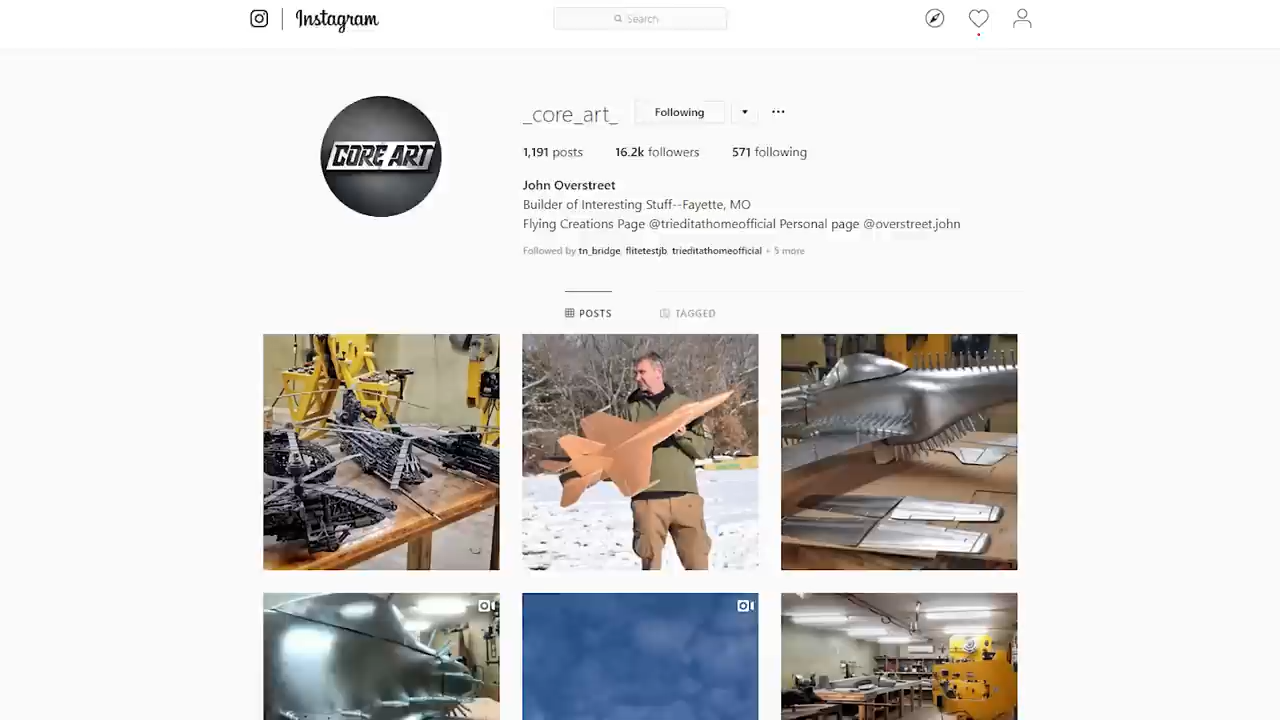 Instagram
Search
CORE ART
_core_art_
Following
1,191 posts 16.2k followers 571 following
John Overstreet
Builder of Interesting Stuff--Fayette, MO
Flying Creations Page @trieditathomeofficial Personal page @overstreet.john
Followed by tn_bridge, flitetestjb, trieditathomeofficial + 5 more
POSTS TAGGED